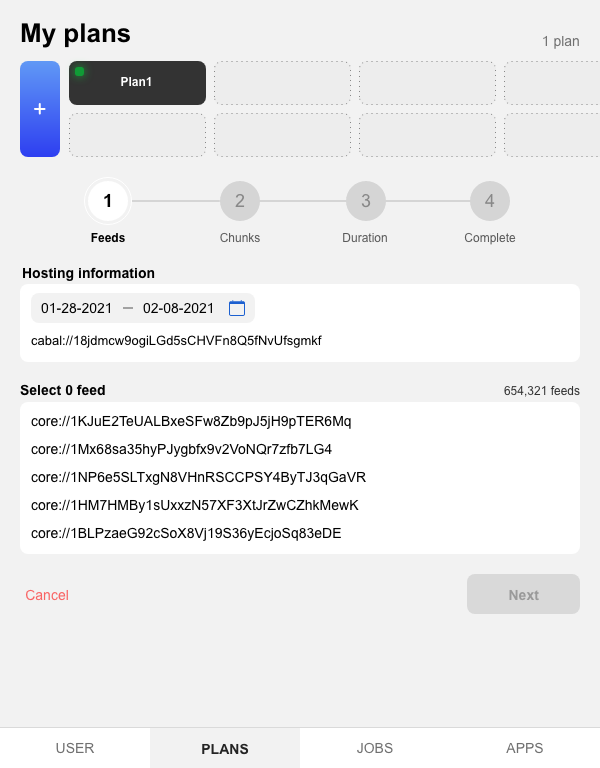 My plans
1 plan
+
Plan1
1
2
3
4
Feeds
Chunks
Duration
Complete
Hosting information
01-28-2021 — 02-08-2021
cabal://18jdmcw9ogiLGd5sCHVFn8Q5fNvUfsgmkf
Select 0 feed
654,321 feeds
core://1KJuE2TeUALBxeSFw8Zb9pJ5jH9pTER6Mq
core://1Mx68sa35hyPJygbfx9v2VoNQr7zfb7LG4
core://1NP6e5SLTxgN8VHnRSCCPSY4ByTJ3qGaVR
core://1HM7HMBy1sUxxzN57XF3XtJrZwCZhkMewK
core://1BLPzaeG92cSoX8Vj19S36yEcjoSq83eDE
Cancel
Next
USER
PLANS
JOBS
APPS